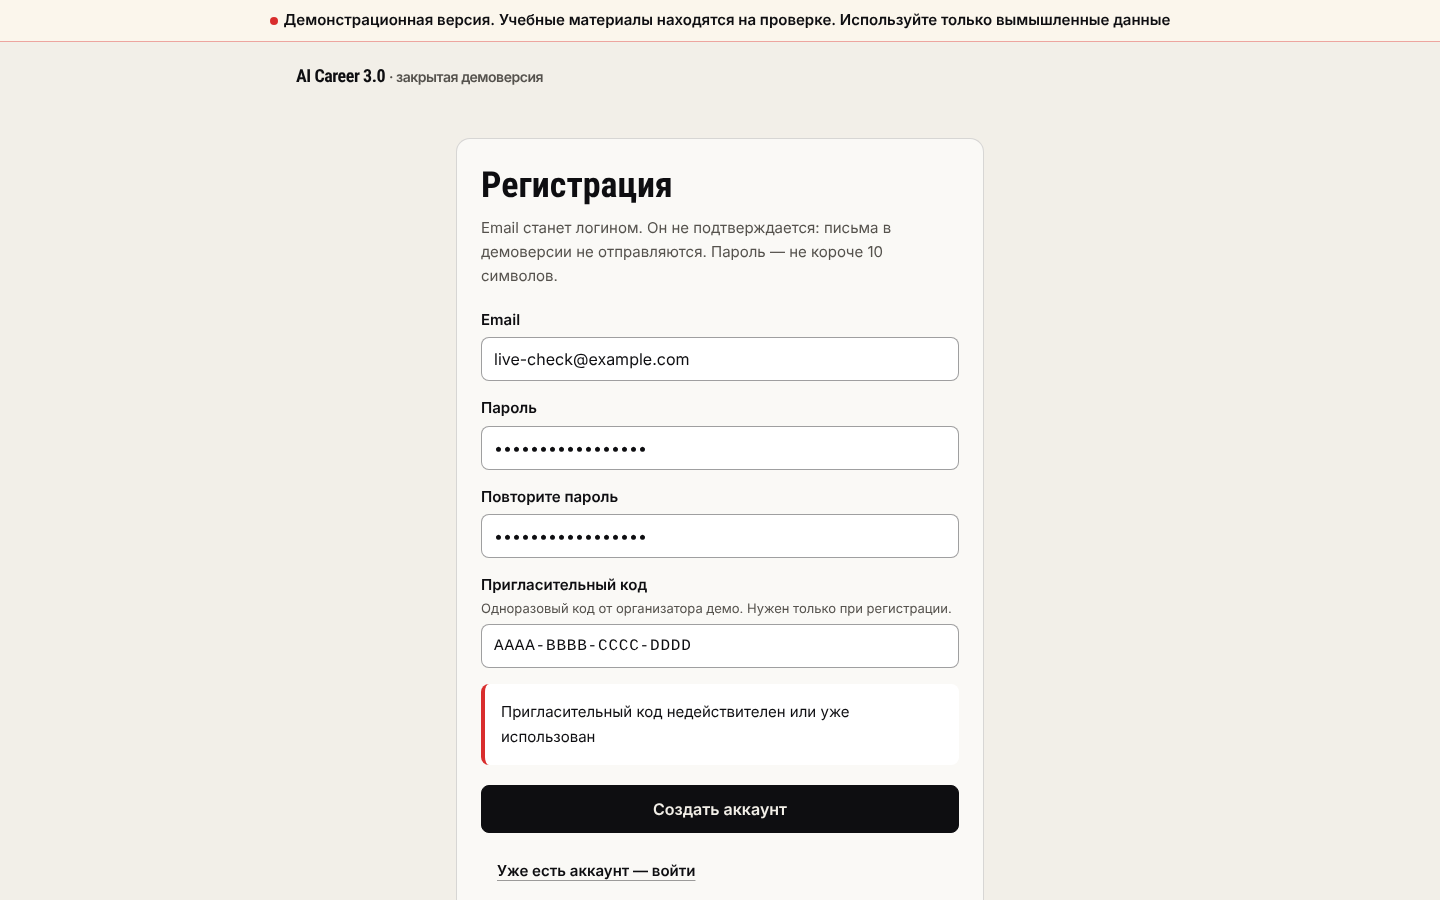 Демонстрационная версия. Учебные материалы находятся на проверке. Используйте только вымышленные данные
AI Career 3.0 · закрытая демоверсия
Регистрация
Email станет логином. Он не подтверждается: письма в
демоверсии не отправляются. Пароль — не короче 10
символов.
Email
live-check@example.com
Пароль
•••••••••••••••••
Повторите пароль
•••••••••••••••••
Пригласительный код
Одноразовый код от организатора демо. Нужен только при регистрации.
AAAA-BBBB-CCCC-DDDD
Пригласительный код недействителен или уже
использован
Создать аккаунт
Уже есть аккаунт — войти